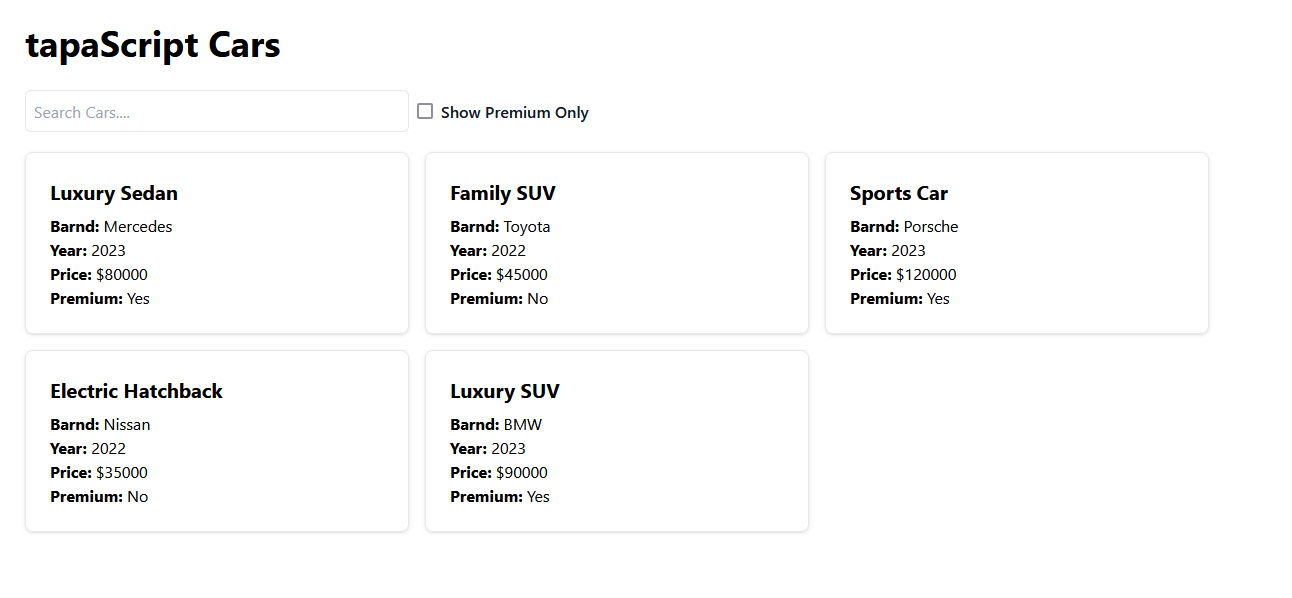 tapaScript Cars
Search Cars....
Show Premium Only
Luxury Sedan
Barnd: Mercedes
Year: 2023
Price: $80000
Premium: Yes
Family SUV
Barnd: Toyota
Year: 2022
Price: $45000
Premium: No
Sports Car
Barnd: Porsche
Year: 2023
Price: $120000
Premium: Yes
Electric Hatchback
Barnd: Nissan
Year: 2022
Price: $35000
Premium: No
Luxury SUV
Barnd: BMW
Year: 2023
Price: $90000
Premium: Yes